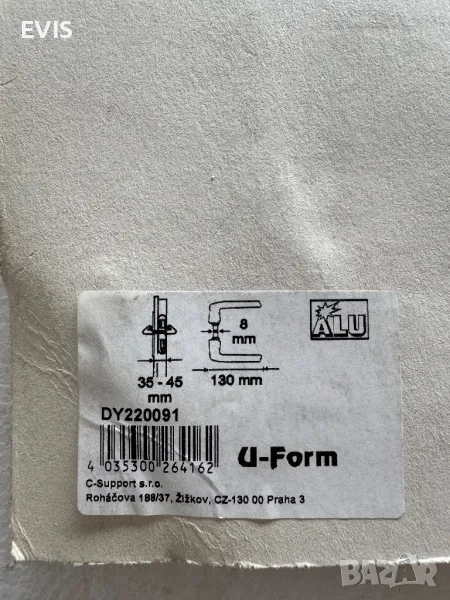 EVIS
8
mm
ALU
35 - 45
mm
130 mm
DY220091
4 035300 264162
U-Form
C-Support s.r.o.
Roháčova 188/37, Žižkov, CZ-130 00 Praha 3
BAZAR